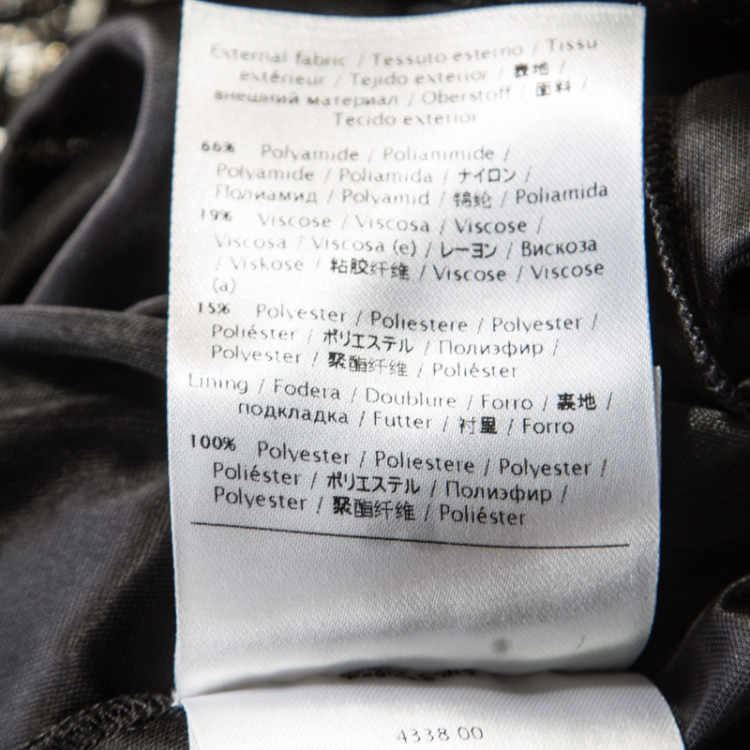 External fabric / Tessuto esterno / Tissu
extérieur / Tejido exterior / 表地 /
внешний материал / Oberstoff / 面料 /
Tecido exterior
66% Polyamide / Poliammide /
Polyamide / Poliamida / ナイロン /
Полиамид / Polyamid / 锦纶 / Poliamida
19% Viscose / Viscosa / Viscose /
Viscosa / Viscosa (e) / レーヨン / Вискоза
/ Viskose / 粘胶纤维 / Viscose / Viscose
(a)
15% Polyester / Poliestere / Polyester /
Poliéster / ポリエステル / Полиэфир /
Polyester / 聚酯纤维 / Poliéster
Lining / Fodera / Doublure / Forro / 裏地 /
подкладка / Futter / 衬里 / Forro
100% Polyester / Poliestere / Polyester /
Poliéster / ポリエステル / Полиэфир /
Polyester / 聚酯纤维 / Poliéster
4338 00